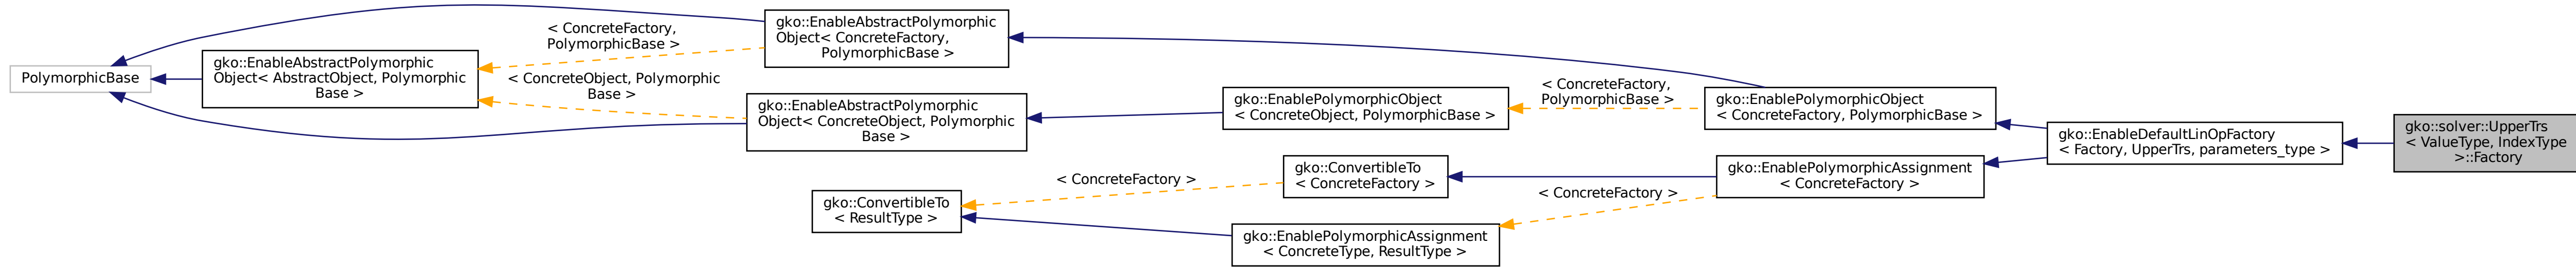 PolymorphicBase
gko::EnableAbstractPolymorphic
Object< AbstractObject, Polymorphic
Base >
< ConcreteFactory,
PolymorphicBase >
< ConcreteObject, Polymorphic
Base >
gko::EnableAbstractPolymorphic
Object< ConcreteFactory,
PolymorphicBase >
gko::EnableAbstractPolymorphic
Object< ConcreteObject, Polymorphic
Base >
gko::ConvertibleTo
< ResultType >
< ConcreteFactory >
gko::EnablePolymorphicObject
< ConcreteObject, PolymorphicBase >
gko::ConvertibleTo
< ConcreteFactory >
gko::EnablePolymorphicAssignment
< ConcreteType, ResultType >
< ConcreteFactory,
PolymorphicBase >
< ConcreteFactory >
gko::EnablePolymorphicObject
< ConcreteFactory, PolymorphicBase >
gko::EnablePolymorphicAssignment
< ConcreteFactory >
gko::EnableDefaultLinOpFactory
< Factory, UpperTrs, parameters_type >
gko::solver::UpperTrs
< ValueType, IndexType
>::Factory